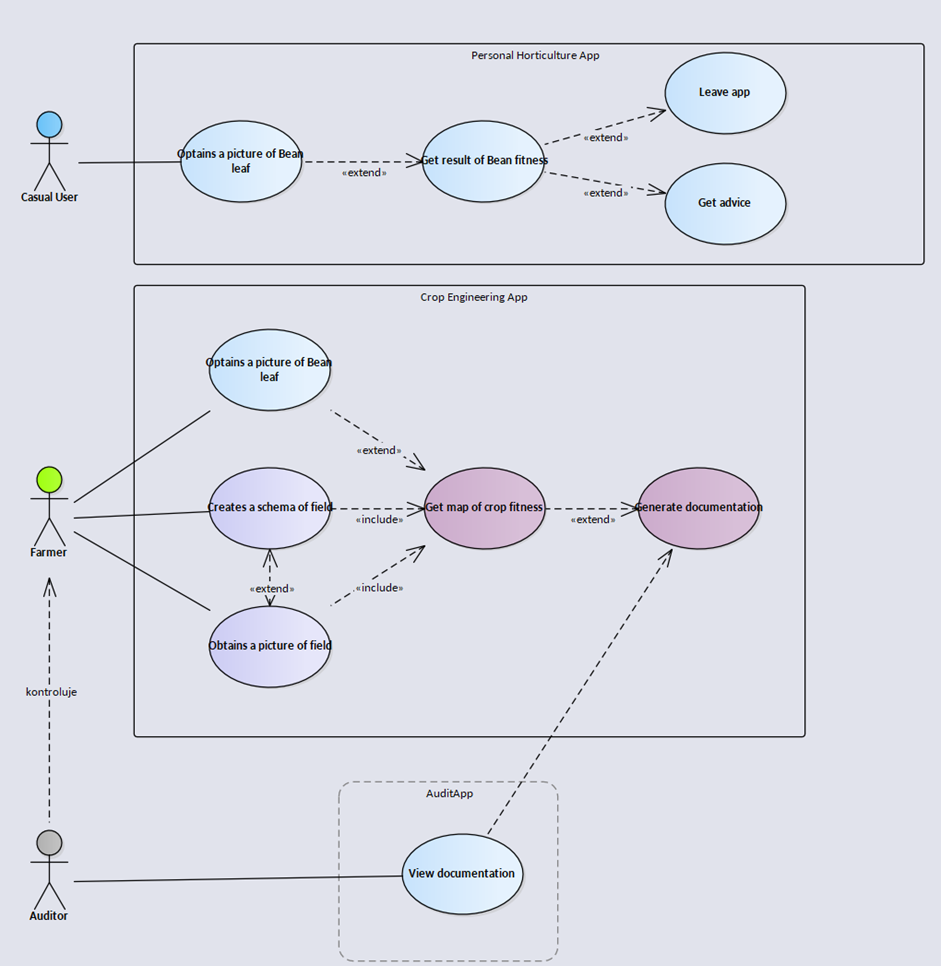 Personal Horticulture App
Leave app
Optains a picture of Bean
leaf
Get result of Bean fitness
«extend»
«extend»
«extend»
Get advice
Casual User
Crop Engineering App
Optains a picture of Bean
leaf
«extend»
Creates a schema of field
Get map of crop fitness
Generate documentation
«include»
«extend»
Farmer
«extend»
«include»
Obtains a picture of field
kontroluje
AuditApp
View documentation
Auditor